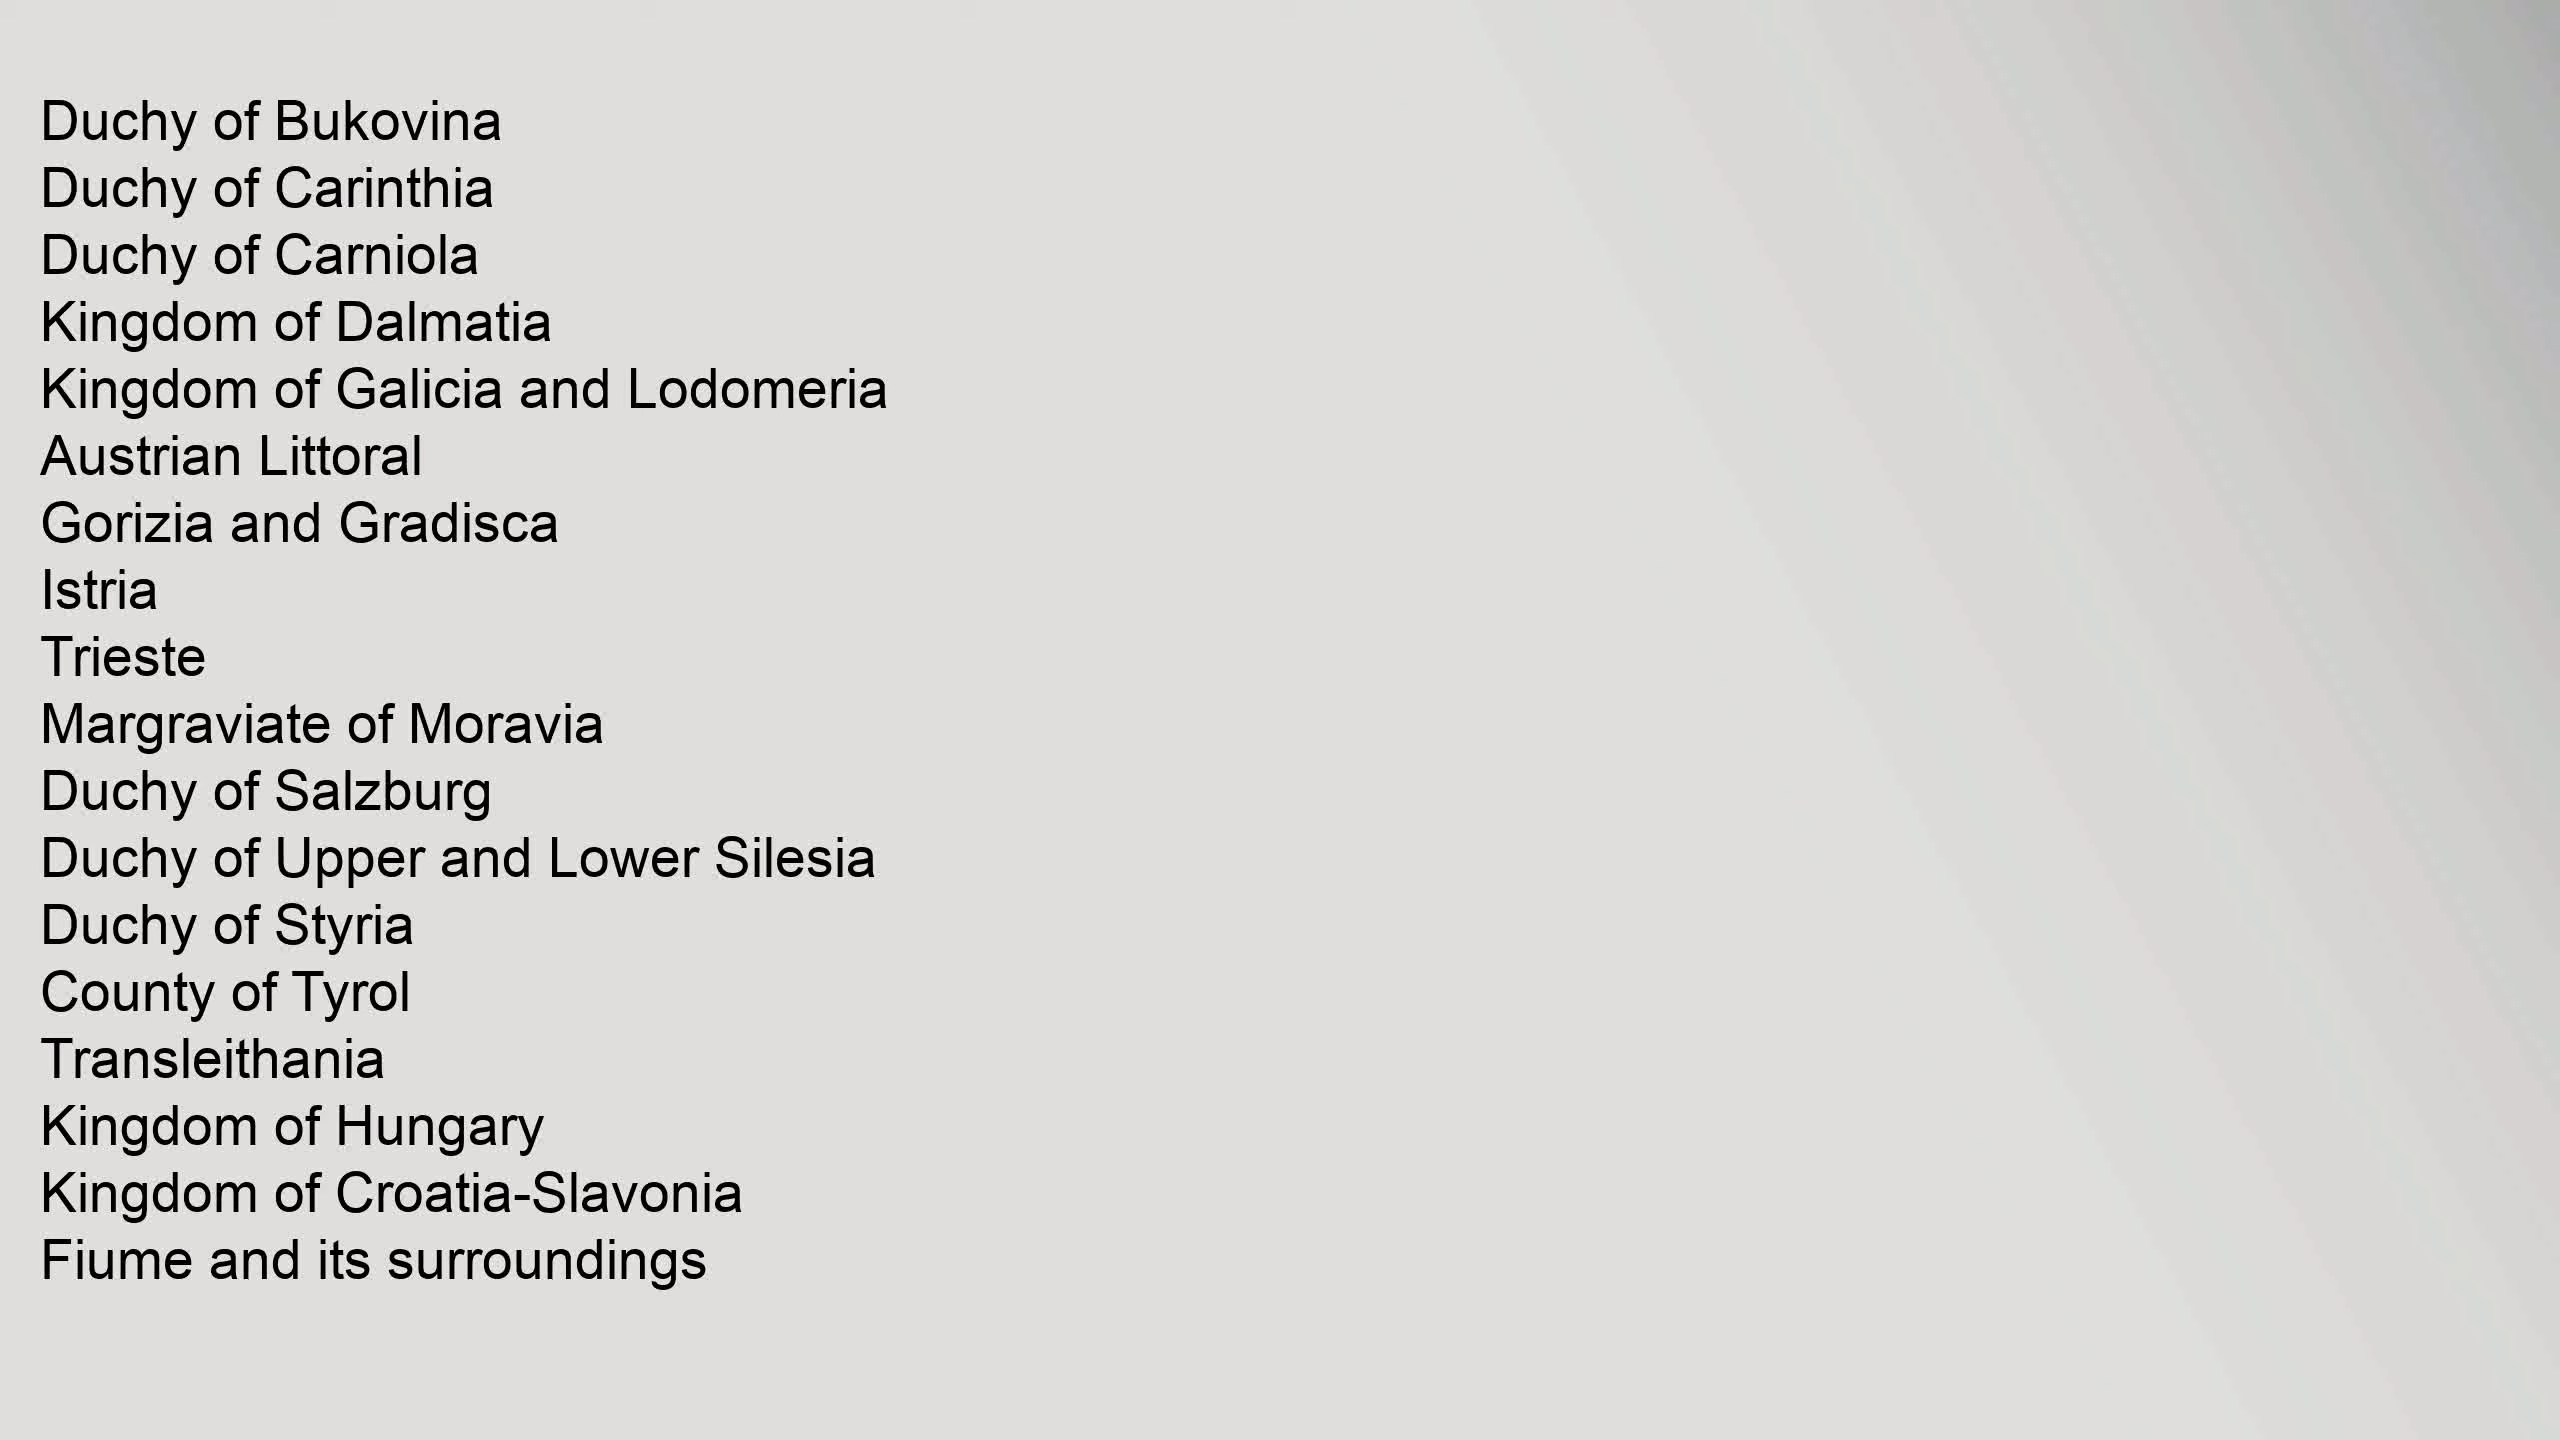 Duchy of Bukovina
Duchy of Carinthia
Duchy of Carniola
Kingdom of Dalmatia
Kingdom of Galicia and Lodomeria
Austrian Littoral
Gorizia and Gradisca
Istria
Trieste
Margraviate of Moravia
Duchy of Salzburg
Duchy of Upper and Lower Silesia
Duchy of Styria
County of Tyrol
Transleithania
Kingdom of Hungary
Kingdom of Croatia-Slavonia
Fiume and its surroundings